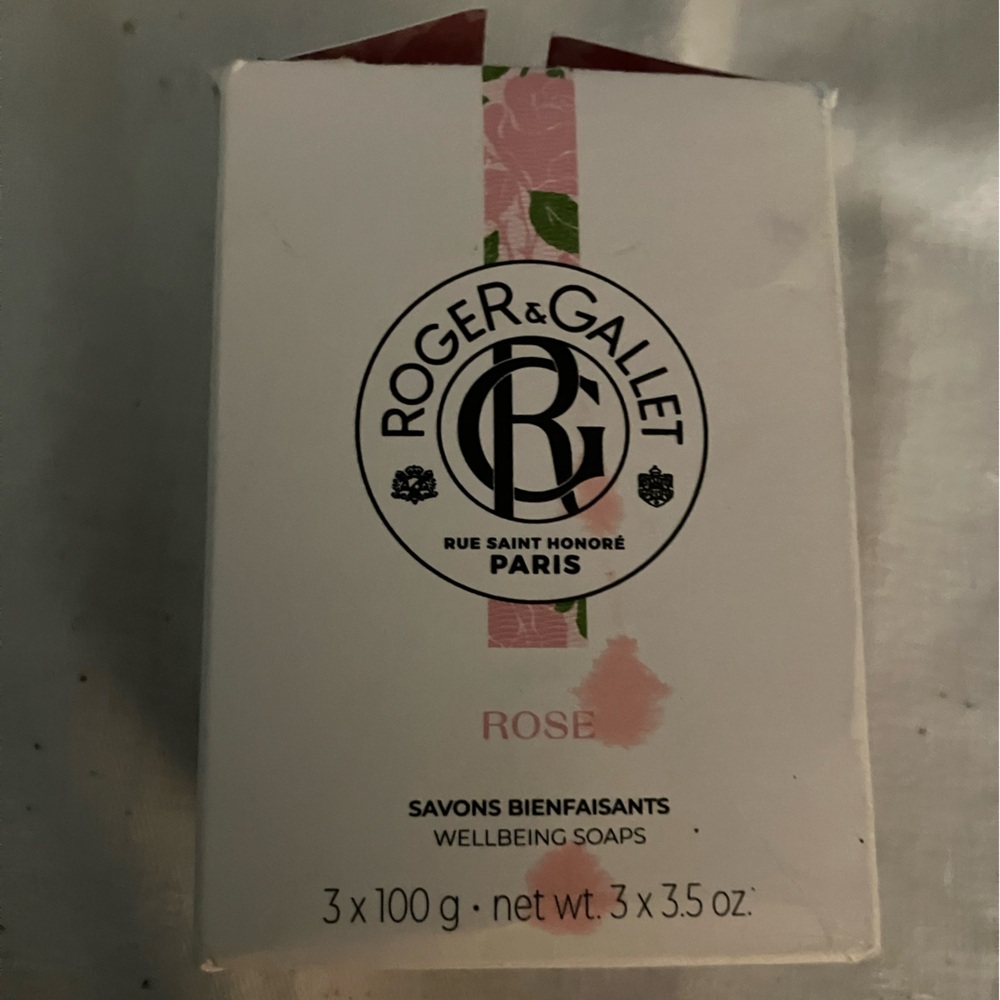 ROGER & GALLET
RG
RUE SAINT HONORÉ
PARIS
ROSE
SAVONS BIENFAISANTS
WELLBEING SOAPS
3 x 100 g · net wt. 3 x 3.5 oz.